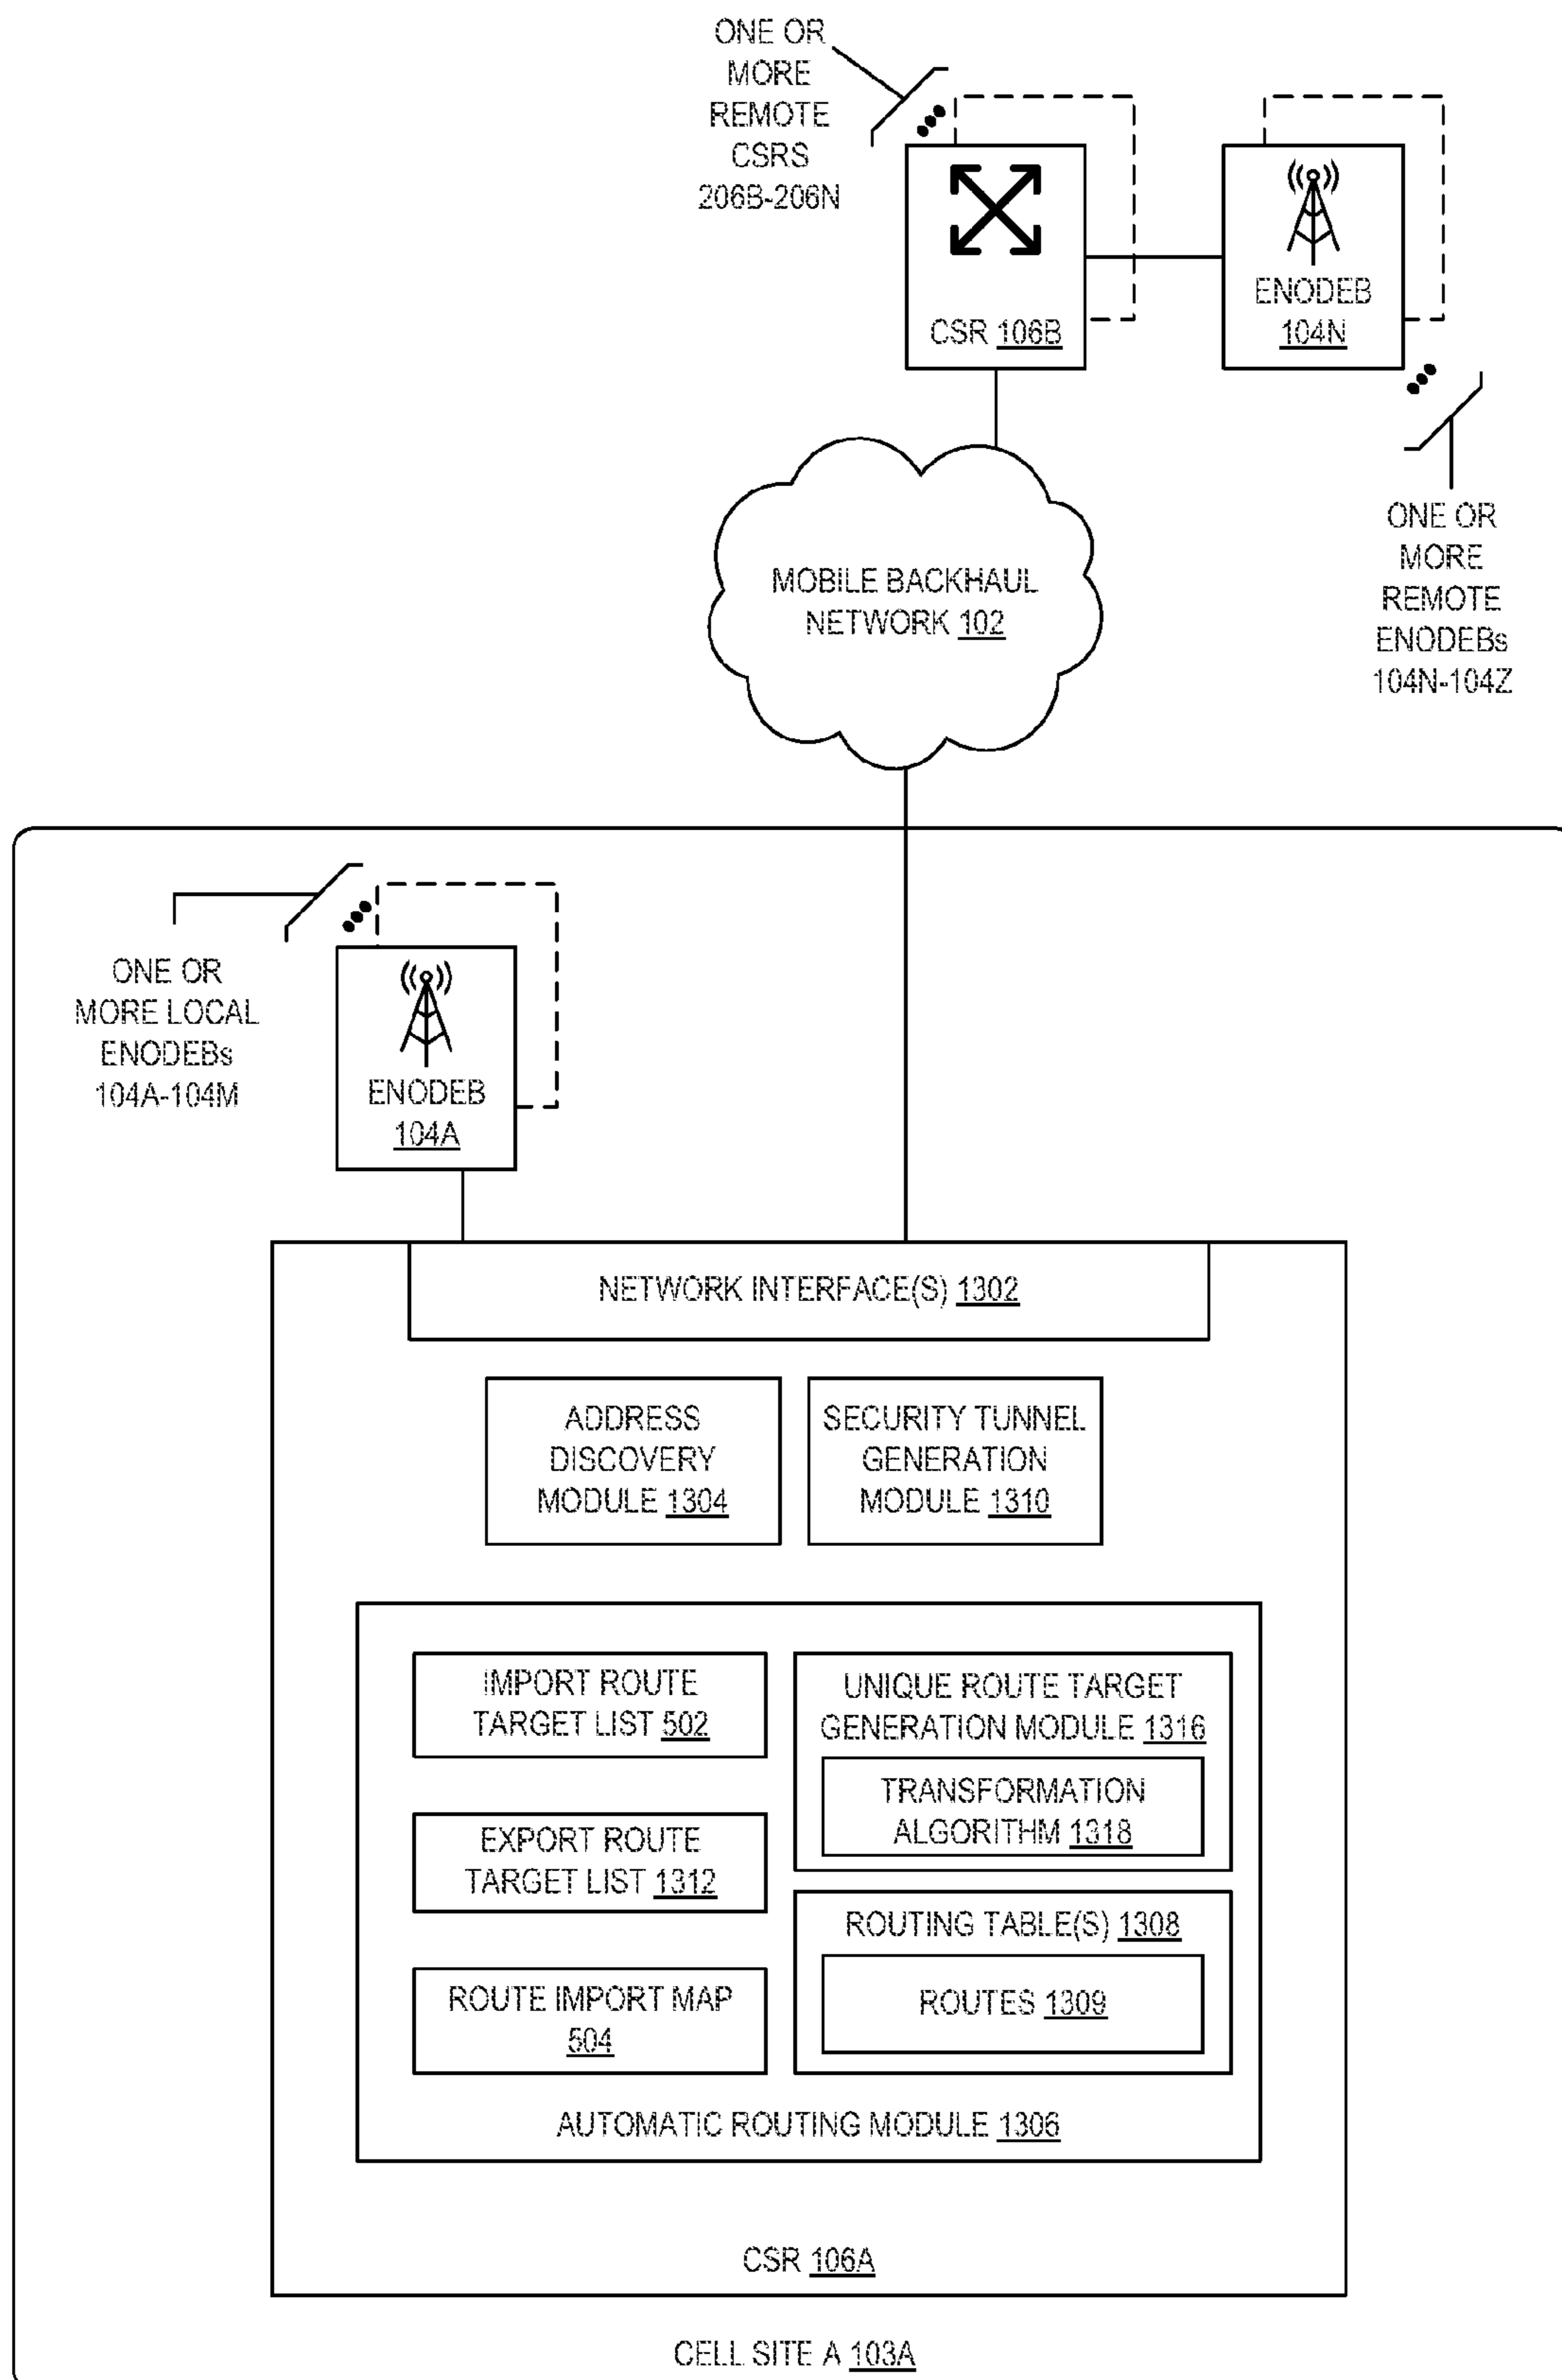 ONE OR
MORE
REMOTE
CSRS
206B-206N
CSR 106B
ENODEB
104N
ONE OR
MORE
REMOTE
ENODEBs
104N-104Z
MOBILE BACKHAUL
NETWORK 102
ONE OR
MORE LOCAL
ENODEBs
104A-104M
ENODEB
104A
NETWORK INTERFACE(S) 1302
ADDRESS
DISCOVERY
MODULE 1304
SECURITY TUNNEL
GENERATION
MODULE 1310
IMPORT ROUTE
TARGET LIST 502
UNIQUE ROUTE TARGET
GENERATION MODULE 1316
TRANSFORMATION
ALGORITHM 1318
EXPORT ROUTE
TARGET LIST 1312
ROUTING TABLE(S) 1308
ROUTES 1309
ROUTE IMPORT MAP
504
AUTOMATIC ROUTING MODULE 1306
CSR 106A
CELL SITE A 103A